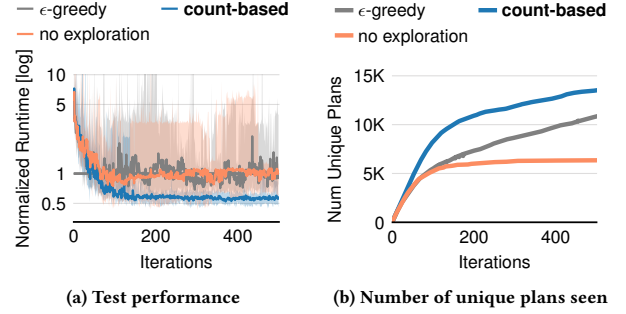 ϵ-greedy count-based
no exploration
Normalized Runtime [log]
10
5
1
0.5
0 200 400
Iterations
(a) Test performance
ϵ-greedy count-based
no exploration
Num Unique Plans
15K
10K
5K
0
0 200 400
Iterations
(b) Number of unique plans seen